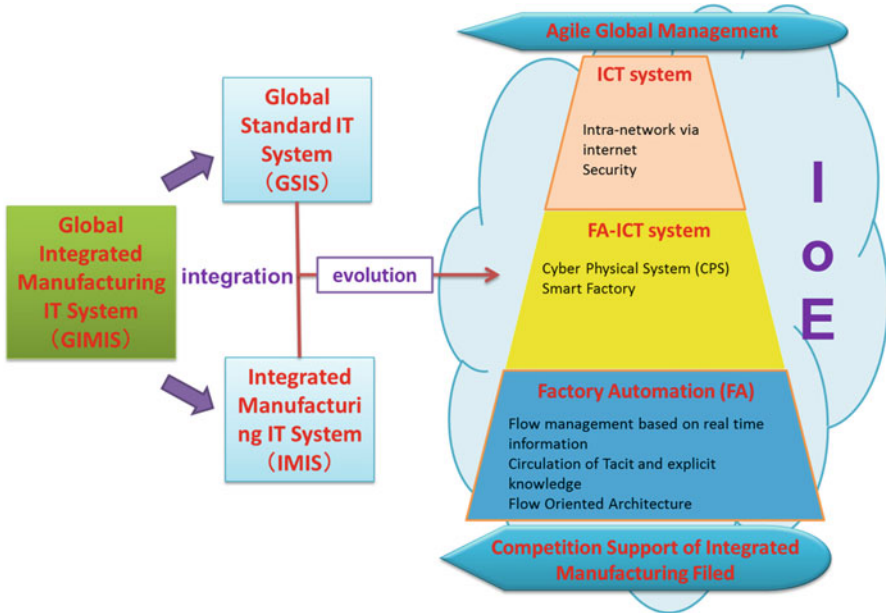 Global
Integrated
Manufacturing
IT System
（GIMIS）
Global
Standard IT
System
（GSIS）
integration
evolution
Integrated
Manufacturi
ng IT System
（IMIS）
Agile Global Management
ICT system
Intra-network via
internet
Security
FA-ICT system
Cyber Physical System (CPS)
Smart Factory
Factory Automation (FA)
Flow management based on real time
information
Circulation of Tacit and explicit
knowledge
Flow Oriented Architecture
Competition Support of Integrated
Manufacturing Filed
I
o
E